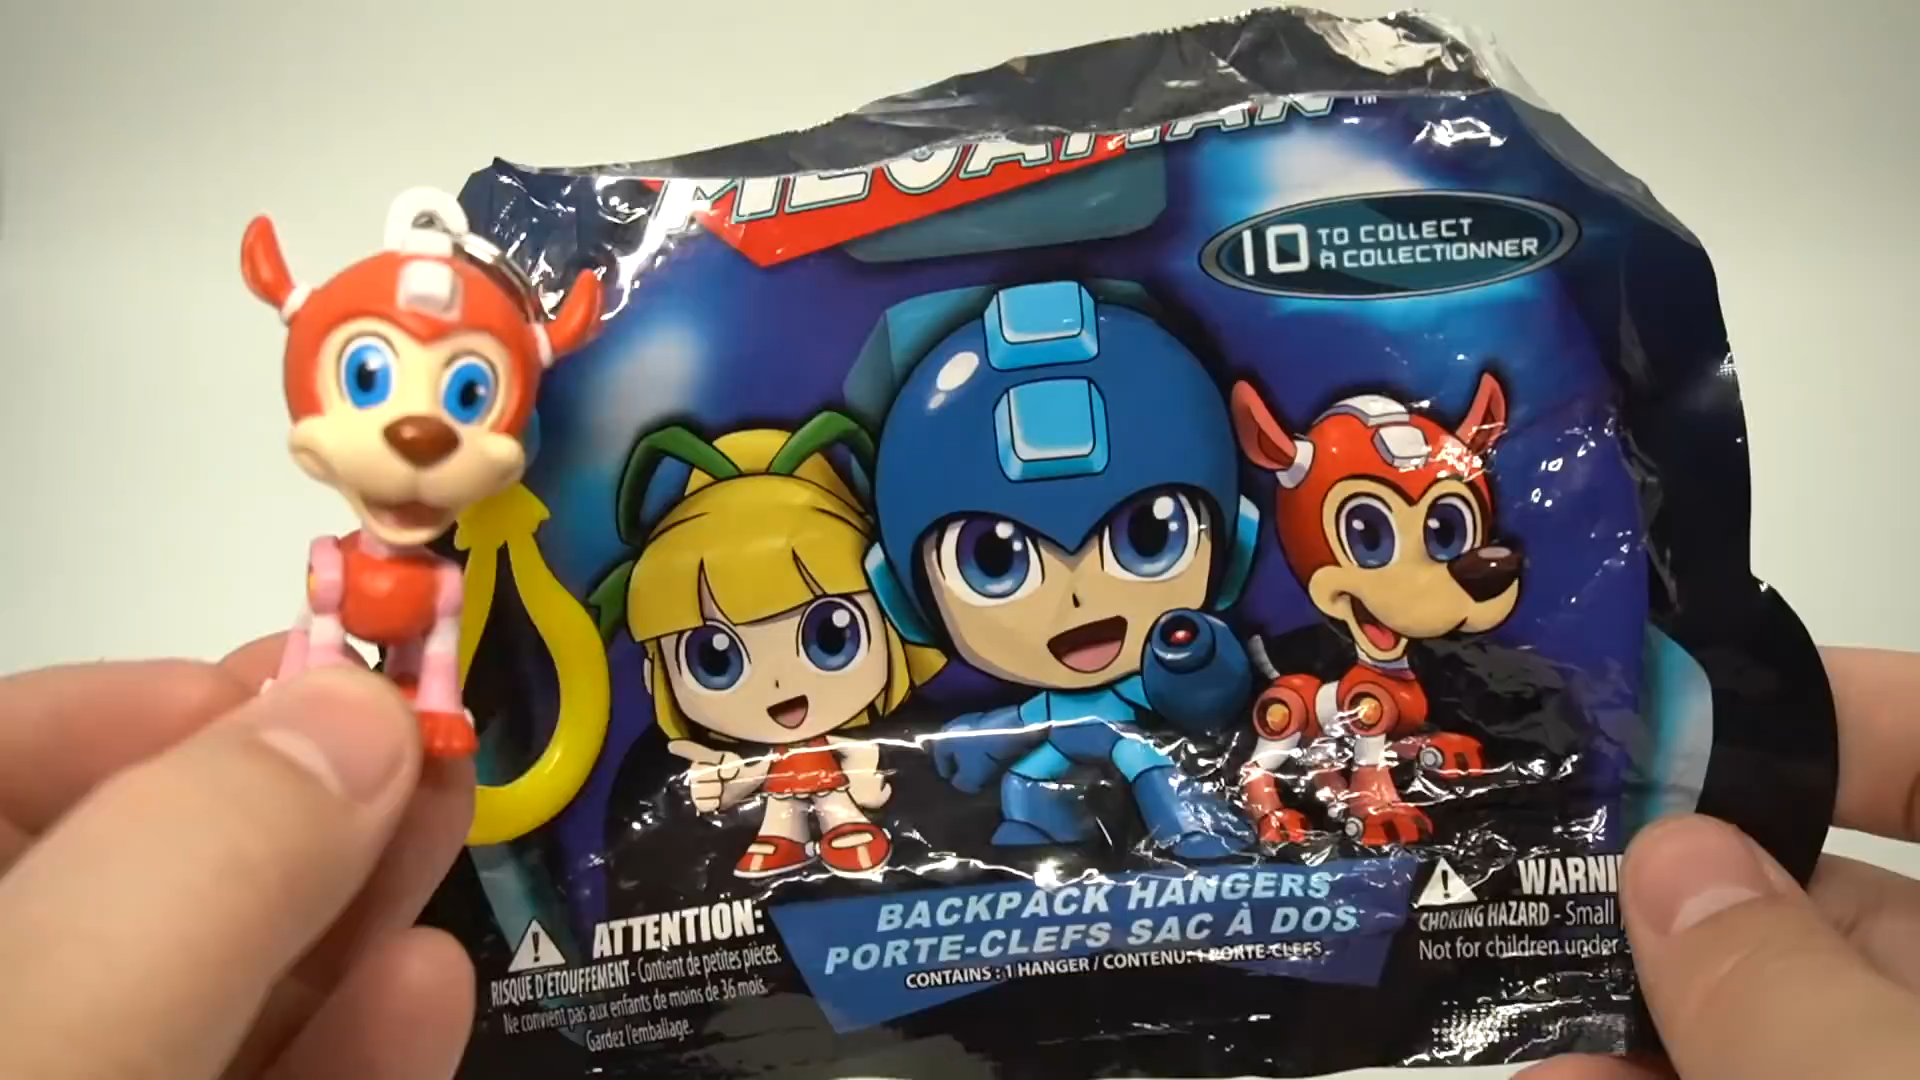 MEGAMAN™
10 TO COLLECT
À COLLECTIONNER
BACKPACK HANGERS
PORTE-CLEFS SAC À DOS
CONTAINS : 1 HANGER / CONTENU: 1 PORTE-CLEFS
ATTENTION:
RISQUE D'ÉTOUFFEMENT - Contient de petites pièces.
Ne convient pas aux enfants de moins de 36 mois.
Gardez l'emballage.
WARNI
CHOKING HAZARD - Small
Not for children under